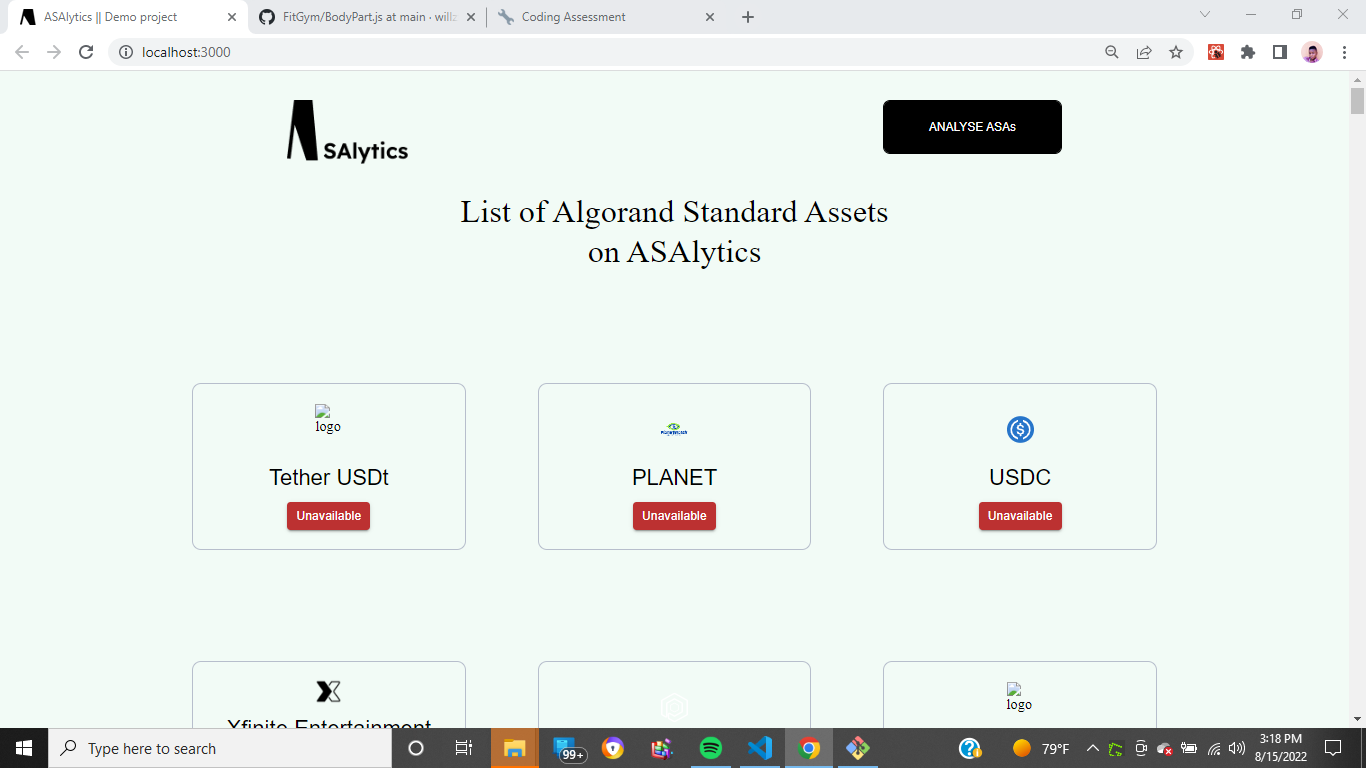 ASAlytics || Demo project
FitGym/BodyPart.js at main · willz
Coding Assessment
localhost:3000
SAlytics
ANALYSE ASAs
List of Algorand Standard Assets
on ASAlytics
logo
Tether USDt
Unavailable
PLANET
Unavailable
USDC
Unavailable
Xfinite Entertainment
logo
Type here to search
99+
79°F
3:18 PM
8/15/2022